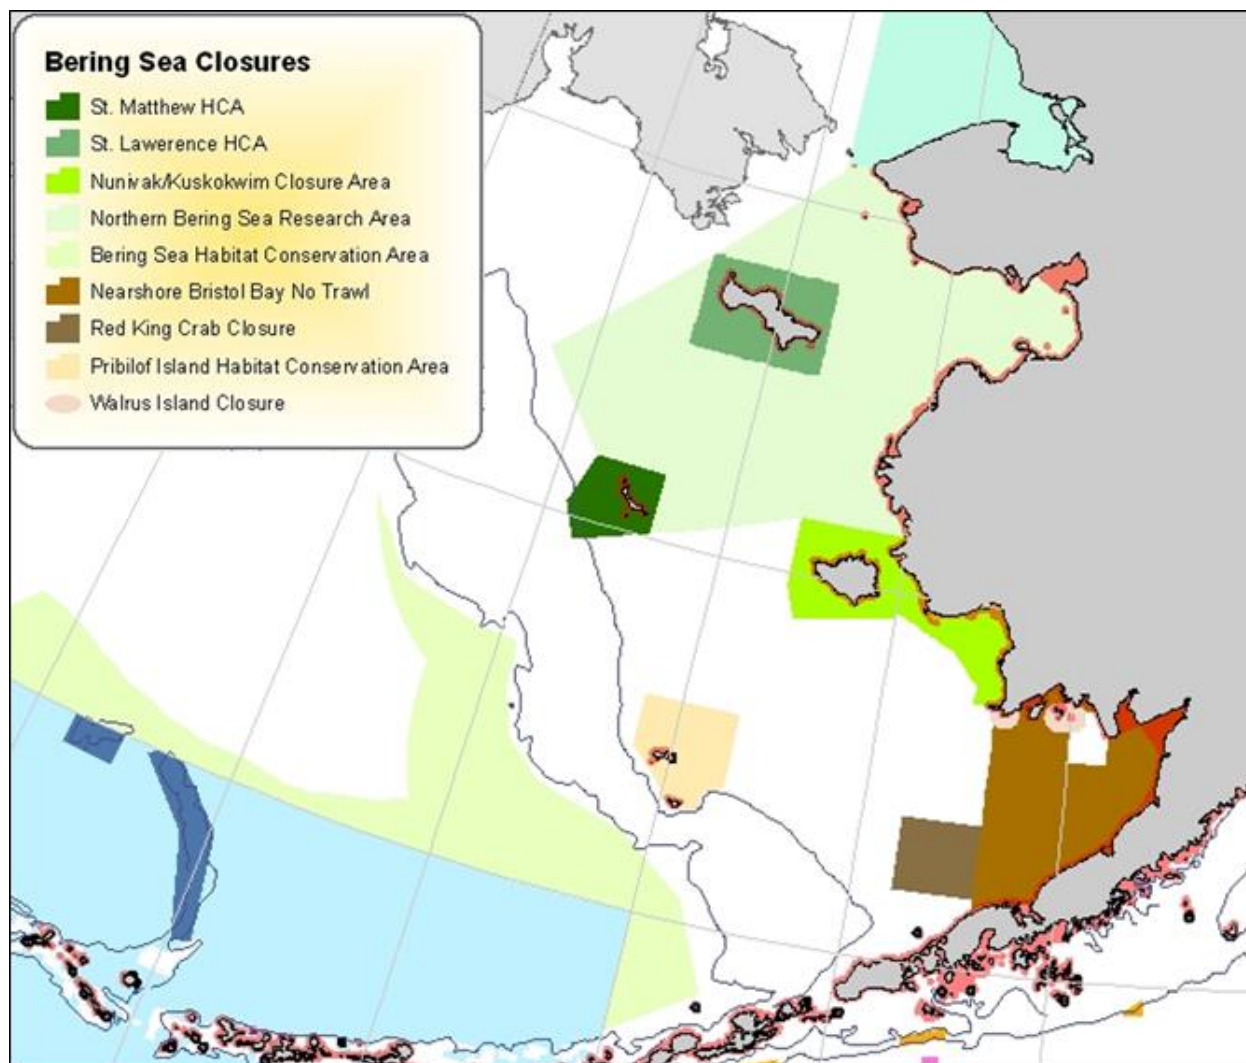 Bering Sea Closures
St. Matthew HCA
St. Lawerence HCA
Nunivak/Kuskokwim Closure Area
Northern Bering Sea Research Area
Bering Sea Habitat Conservation Area
Nearshore Bristol Bay No Trawl
Red King Crab Closure
Pribilof Island Habitat Conservation Area
Walrus Island Closure